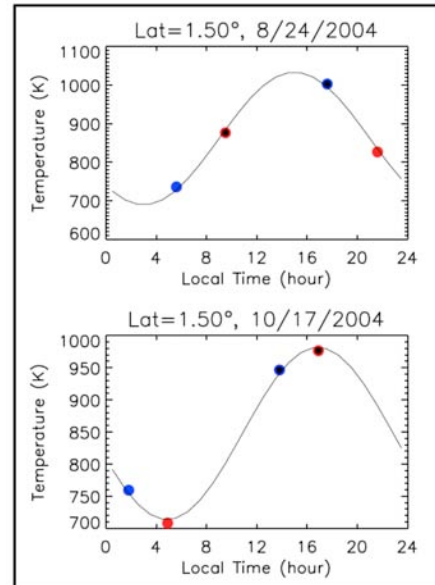 Lat=1.50°, 8/24/2004
1100
1000
900
800
700
600
Temperature (K)
0 4 8 12 16 20 24
Local Time (hour)
Lat=1.50°, 10/17/2004
1000
950
900
850
800
750
700
Temperature (K)
0 4 8 12 16 20 24
Local Time (hour)